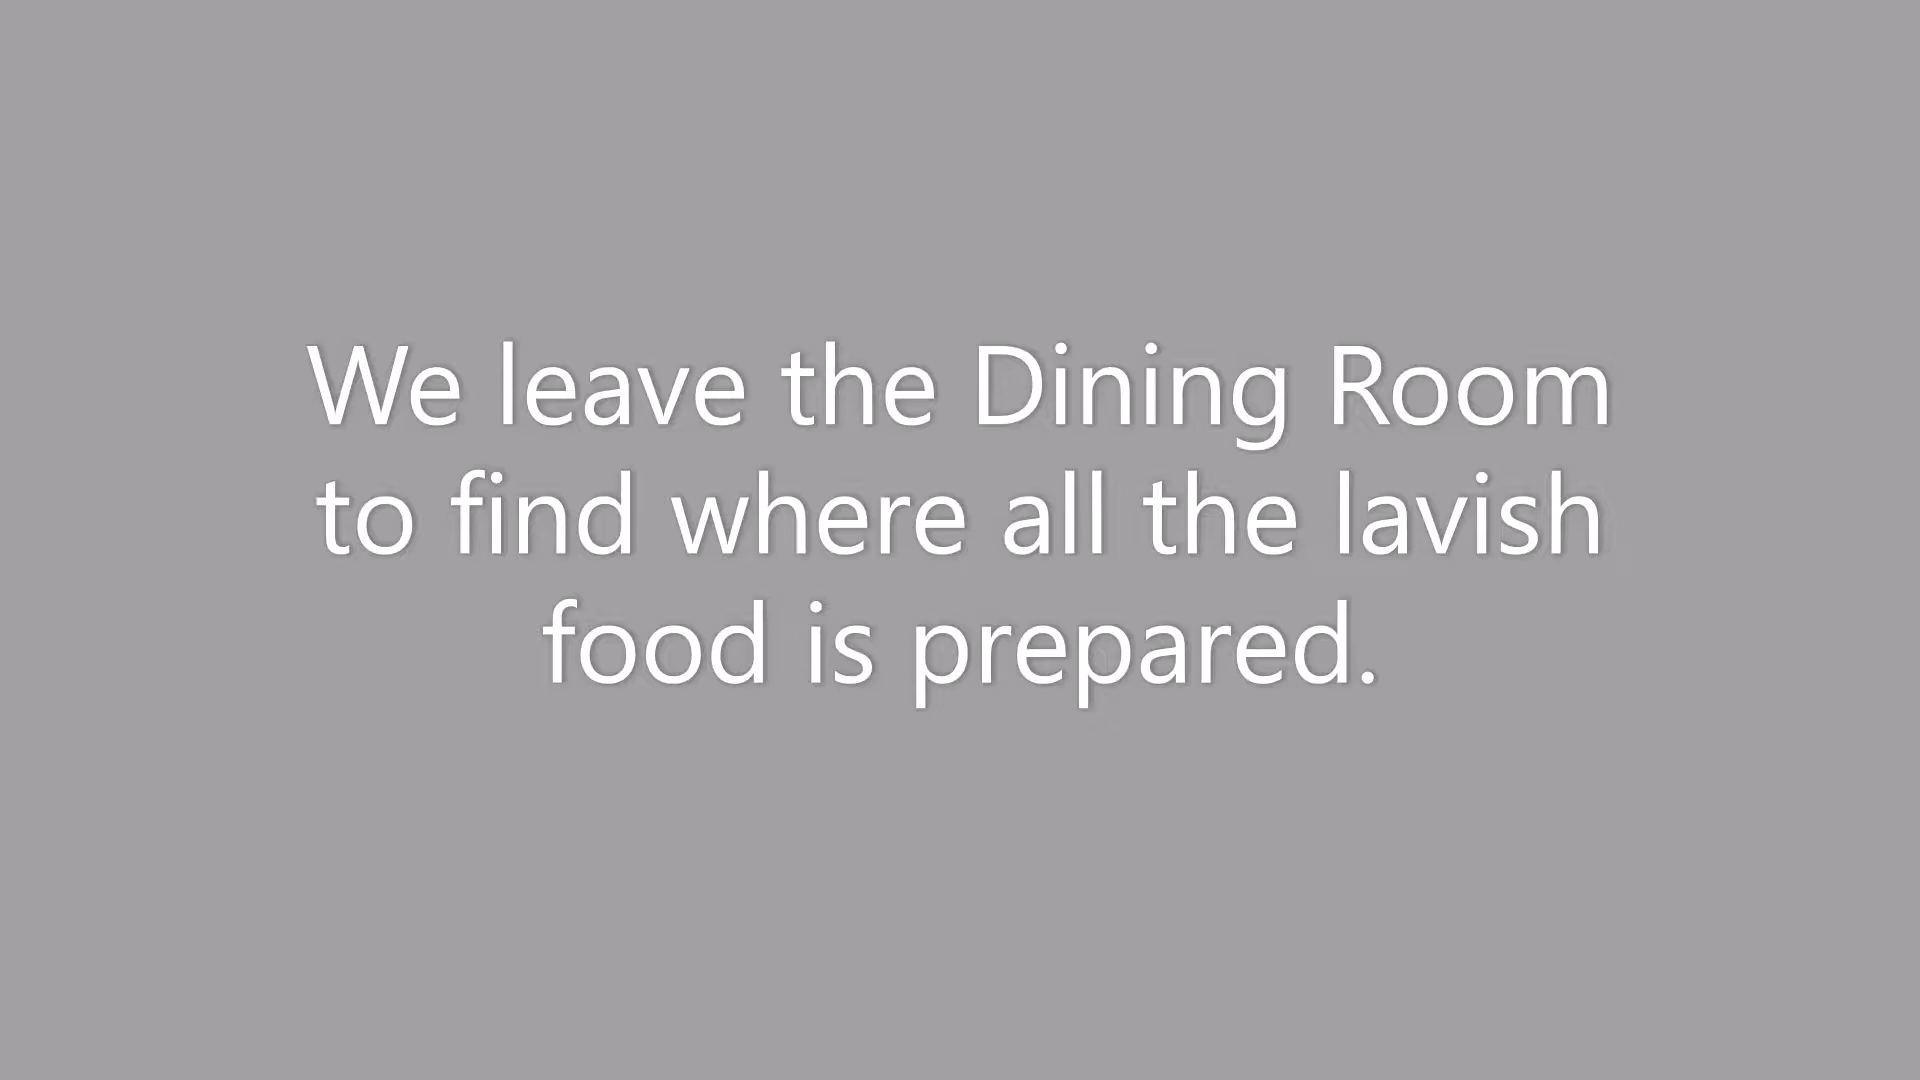 We leave the Dining Room
to find where all the lavish
food is prepared.